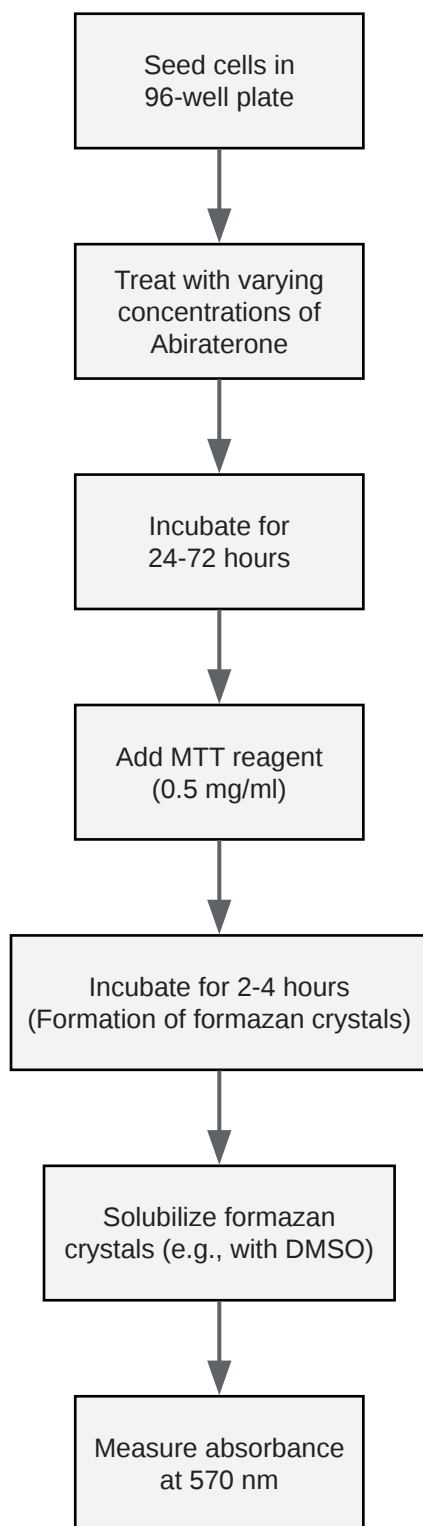 Seed cells in
96-well plate
Treat with varying
concentrations of
Abiraterone
Incubate for
24-72 hours
Add MTT reagent
(0.5 mg/ml)
Incubate for 2-4 hours
(Formation of formazan crystals)
Solubilize formazan
crystals (e.g., with DMSO)
Measure absorbance
at 570 nm